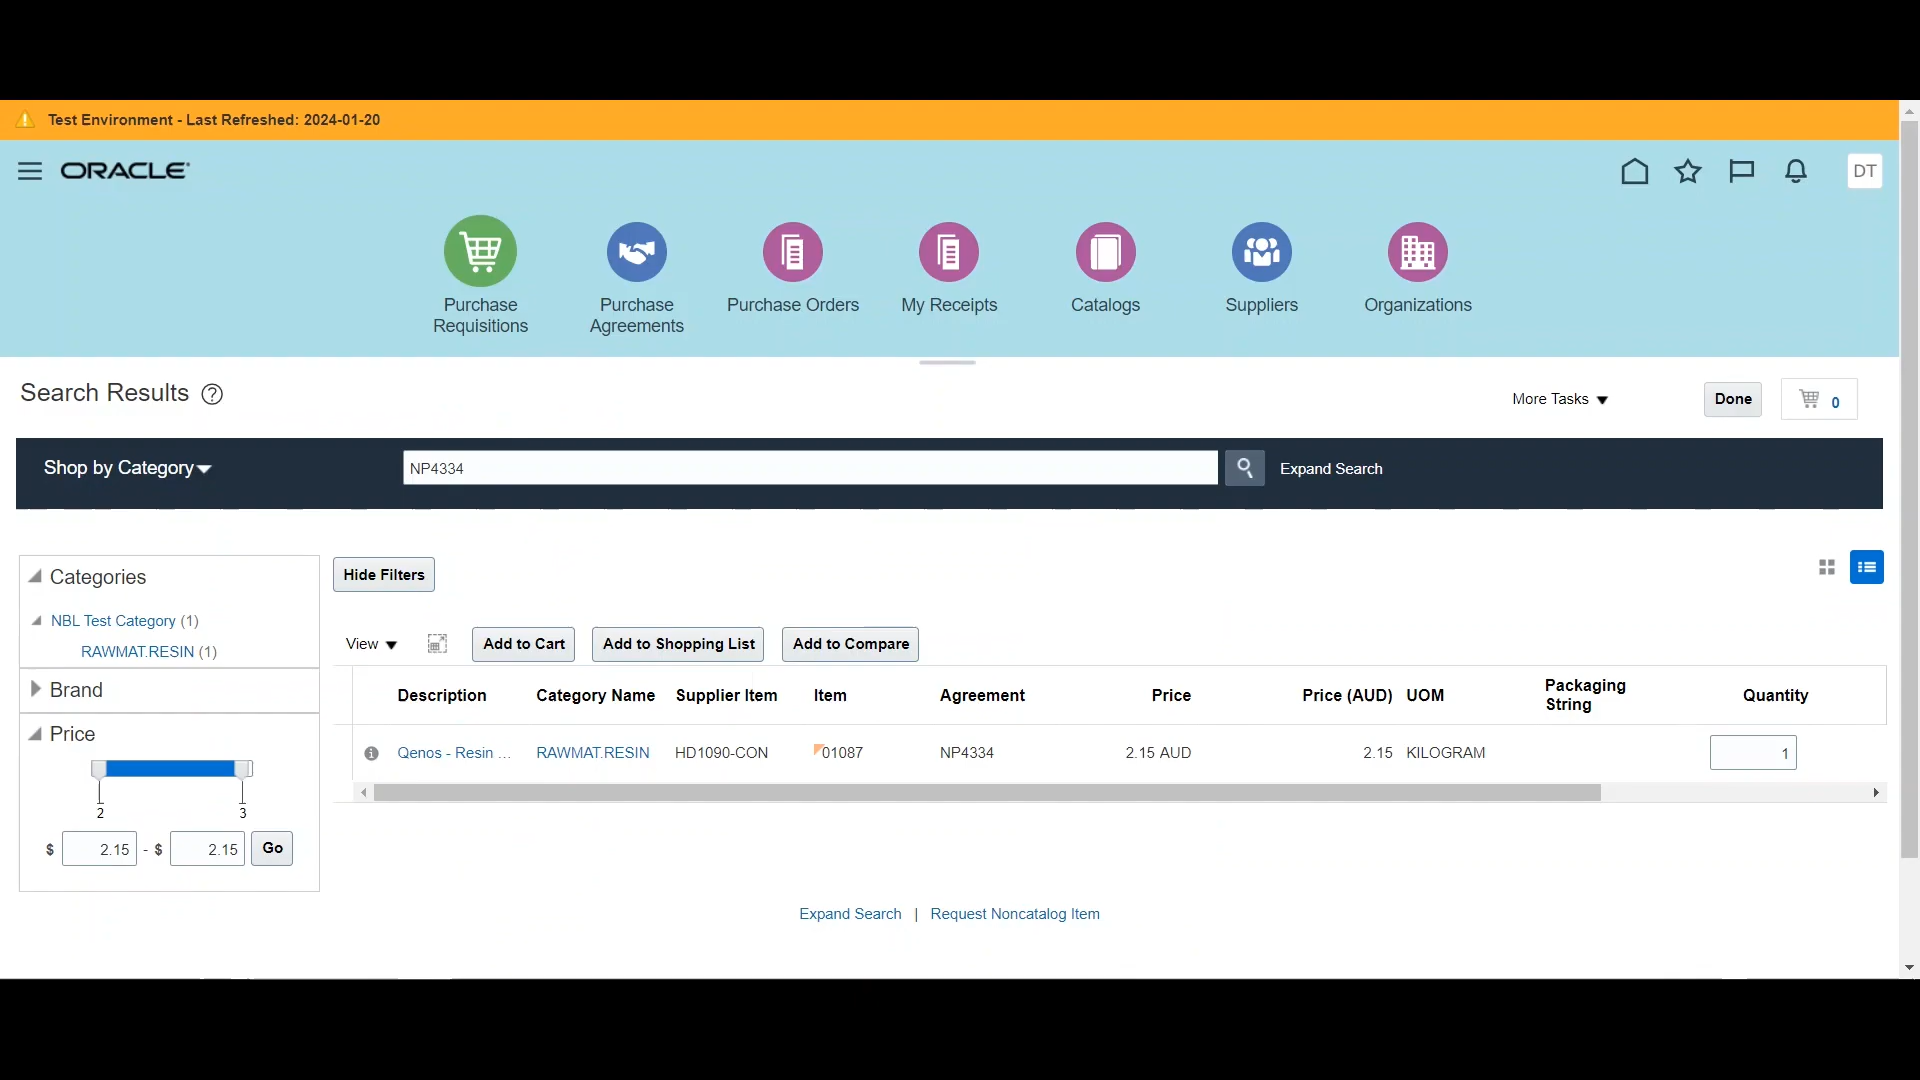 Test Environment - Last Refreshed: 2024-01-20
ORACLE
DT
Purchase Requisitions
Purchase Agreements
Purchase Orders
My Receipts
Catalogs
Suppliers
Organizations
Search Results
More Tasks
Done
0
Shop by Category
NP4334
Expand Search
Categories
NBL Test Category (1)
RAWMAT.RESIN (1)
Brand
Price
2 3
$ 2.15 - $ 2.15 Go
Hide Filters
View Add to Cart Add to Shopping List Add to Compare
Description Category Name Supplier Item Item Agreement Price Price (AUD) UOM Packaging String Quantity
Qenos - Resin ... RAWMAT.RESIN HD1090-CON 01087 NP4334 2.15 AUD 2.15 KILOGRAM 1
Expand Search | Request Noncatalog Item